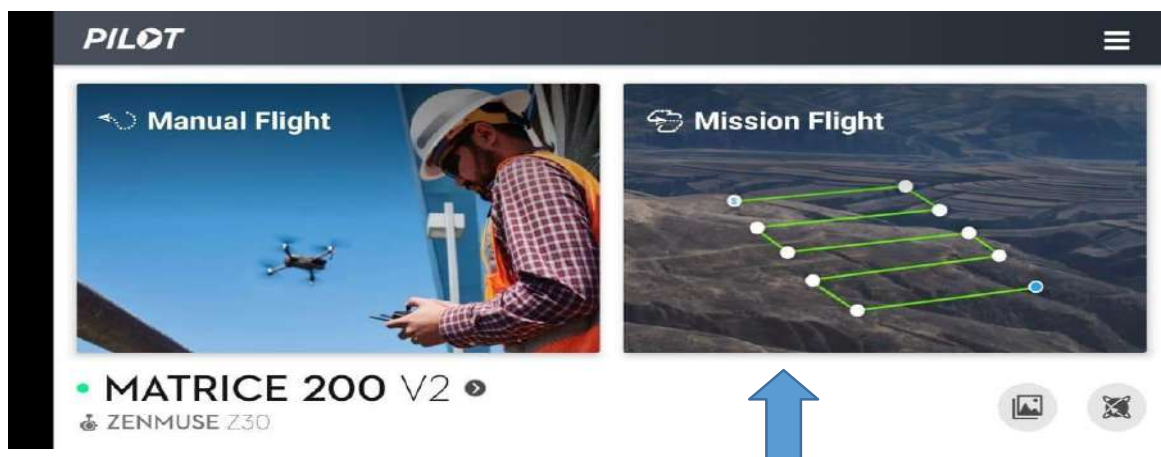 PILOT
Manual Flight
Mission Flight
S
MATRICE 200 V2
ZENMUSE Z30